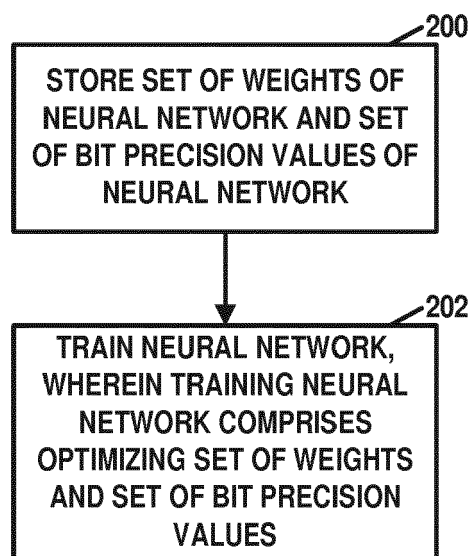 200
STORE SET OF WEIGHTS OF
NEURAL NETWORK AND SET
OF BIT PRECISION VALUES OF
NEURAL NETWORK
202
TRAIN NEURAL NETWORK,
WHEREIN TRAINING NEURAL
NETWORK COMPRISES
OPTIMIZING SET OF WEIGHTS
AND SET OF BIT PRECISION
VALUES